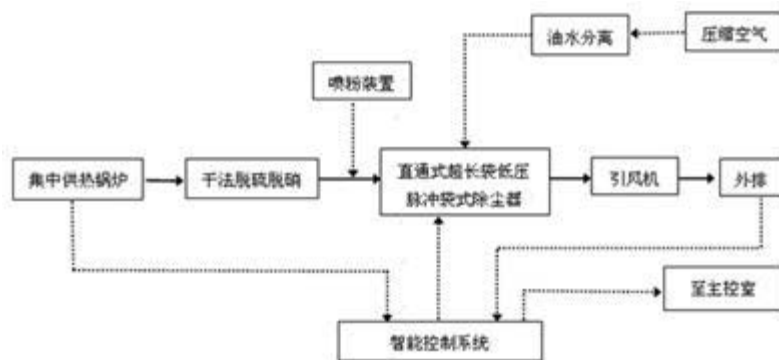 油水分离
压缩空气
喷粉装置
集中供热锅炉
干法脱硫脱硝
直通式超长袋低压
脉冲袋式除尘器
引风机
外排
至主控室
智能控制系统